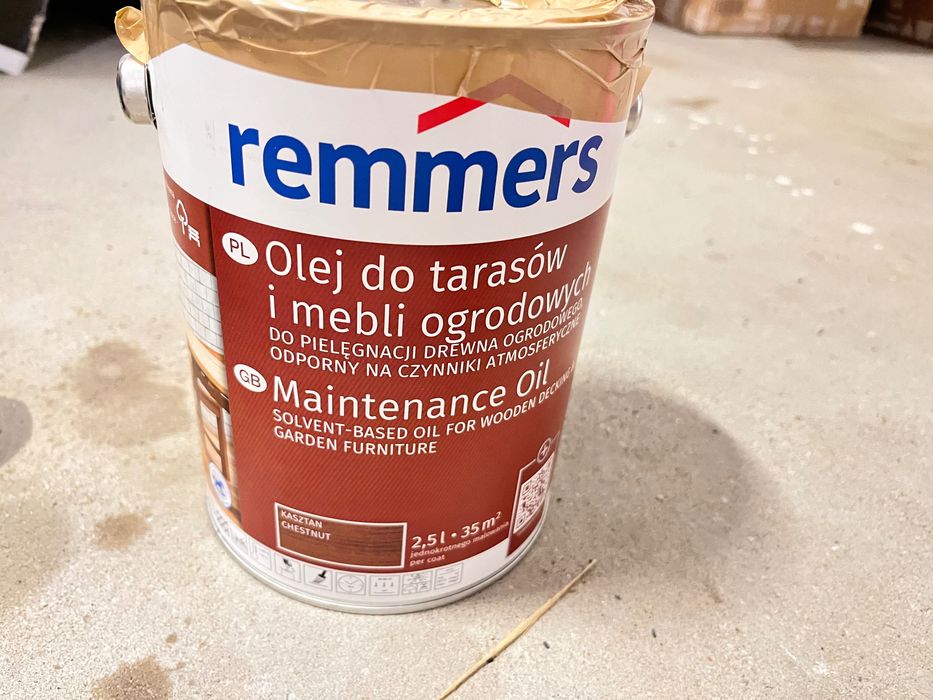 remmers
PL Olej do tarasów
i mebli ogrodowych
DO PIELĘGNACJI DREWNA OGRODOWEGO,
ODPORNY NA CZYNNIKI ATMOSFERYCZNE
GB Maintenance Oil
SOLVENT-BASED OIL FOR WOODEN DECKING &
GARDEN FURNITURE
KASZTAN
CHESTNUT
2,5 l • 35 m²
jednokrotnego malowania
per coat